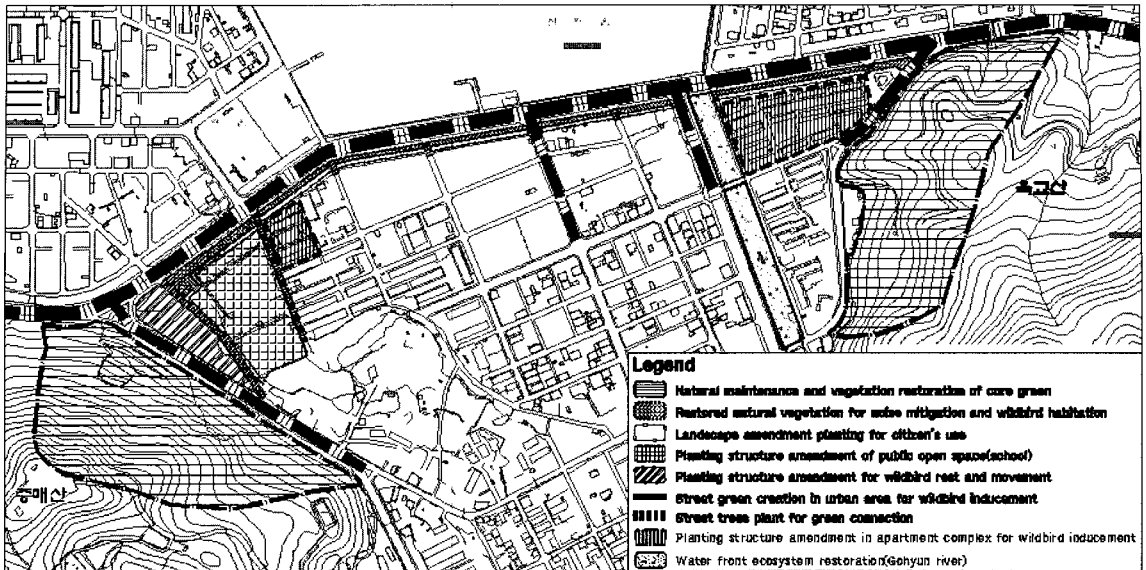 Legend
Natural maintenance and vegetation restoration of core green
Restored natural vegetation for noise mitigation and wildbird habitation
Landscape amendment planting for citizen's use
Planting structure amendment of public open space(school)
Planting structure amendment for wildbird rest and movement
Street green creation in urban area for wildbird inducement
Street trees plant for green connection
Planting structure amendment in apartment complex for wildbird inducement
Water front ecosystem restoration(Gohyun river)